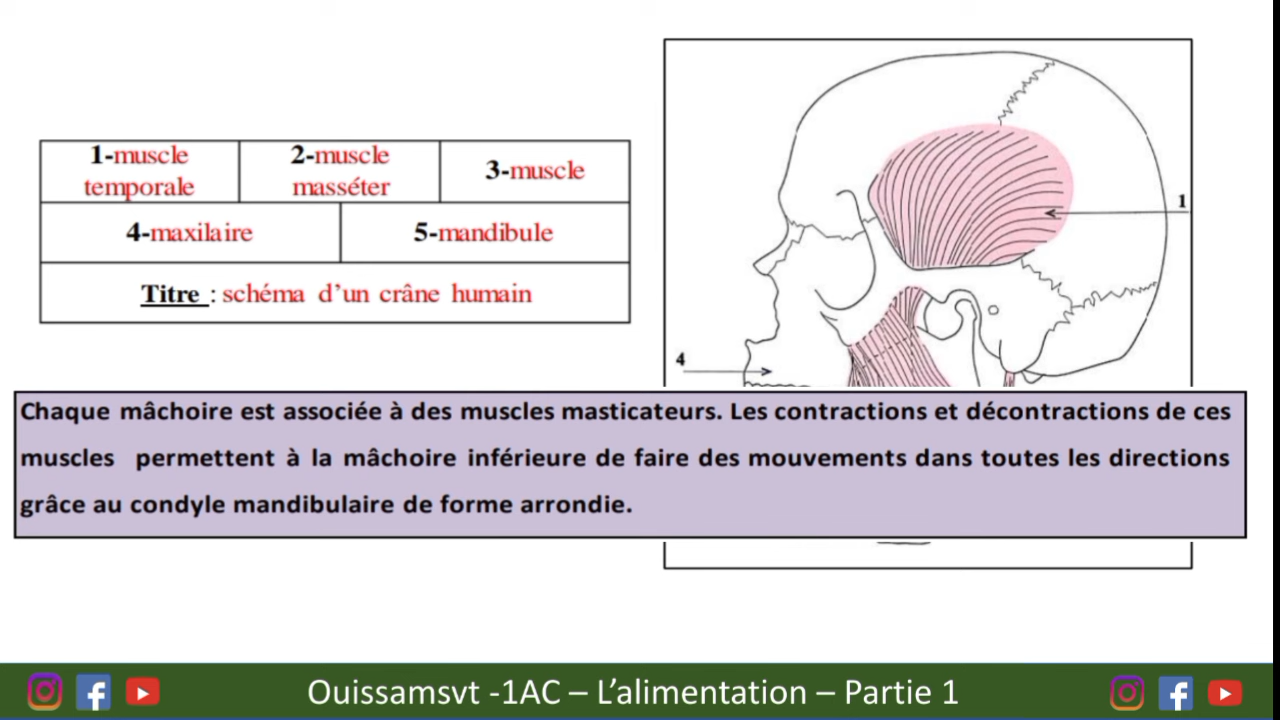 1-muscle
temporale
2-muscle
masséter
3-muscle
4-maxilaire
5-mandibule
Titre : schéma d’un crâne humain
1
4
Chaque mâchoire est associée à des muscles masticateurs. Les contractions et décontractions de ces
muscles permettent à la mâchoire inférieure de faire des mouvements dans toutes les directions
grâce au condyle mandibulaire de forme arrondie.
Ouissamsvt -1AC – L’alimentation – Partie 1